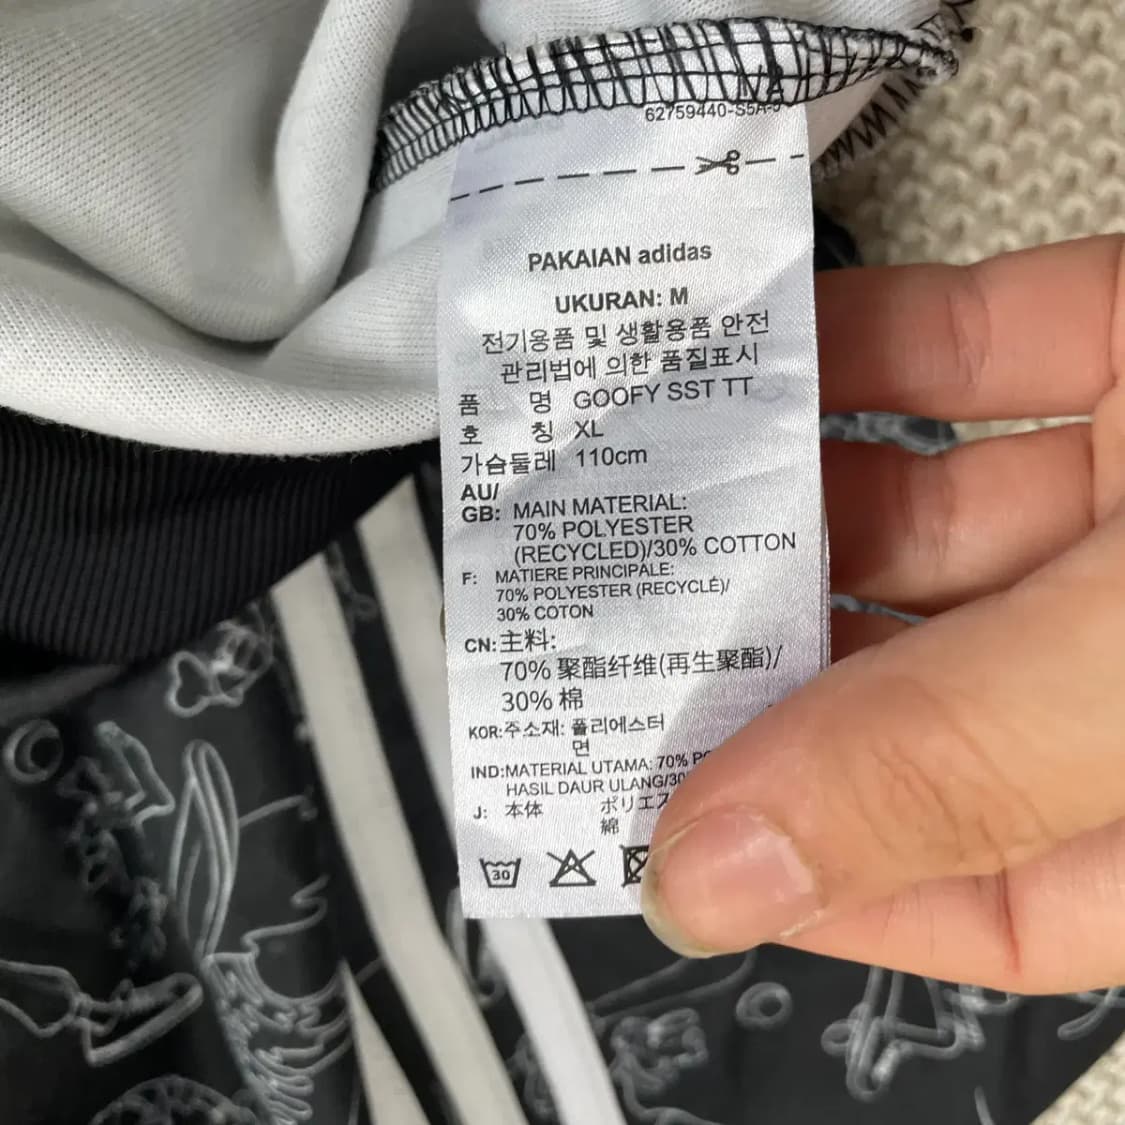 62759440-S5A-
PAKAIAN adidas
UKURAN: M
전기용품 및 생활용품 안전
관리법에 의한 품질표시
품 명 GOOFY SST TT
호 칭 XL
가슴둘레 110cm
AU/
GB: MAIN MATERIAL:
70% POLYESTER
(RECYCLED)/30% COTTON
F: MATIERE PRINCIPALE:
70% POLYESTER (RECYCLÉ)/
30% COTON
CN:主料:
70% 聚酯纤维(再生聚酯)/
30% 棉
KOR:주소재: 폴리에스터
면
IND:MATERIAL UTAMA: 70%
HASIL DAUR ULANG/30
J: 本体 ポリエス
綿
30